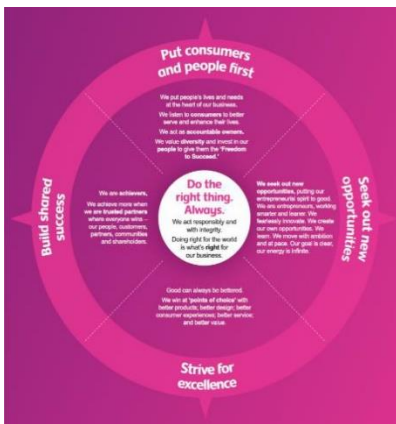 Put consumers
and people first
We put people's lives and needs
at the heart of our business.
We listen to consumers to better
serve and enhance their lives.
We act as accountable owners.
We value diversity and invest in our
people to give them the "Freedom
to Succeed."
Build shared
success
We are achievers.
We achieve more when
we are trusted partners
where everyone wins –
our people, customers,
partners, communities
and shareholders.
Do the
right thing.
Always.
We act responsibly and
with integrity.
Doing right for the world
is what's right for
our business.
We seek out new
opportunities, putting our
entrepreneurial spirit to good.
We are entrepreneurs, working
smarter and leaner. We
fearlessly innovate. We create
our own opportunities. We
learn. We move with ambition
and at pace. Our goal is clear,
our energy is infinite.
Seek out new
opportunities
Good can always be bettered.
We win at 'points of choice' with
better products; better design; better
consumer experiences; better service;
and better value.
Strive for
excellence